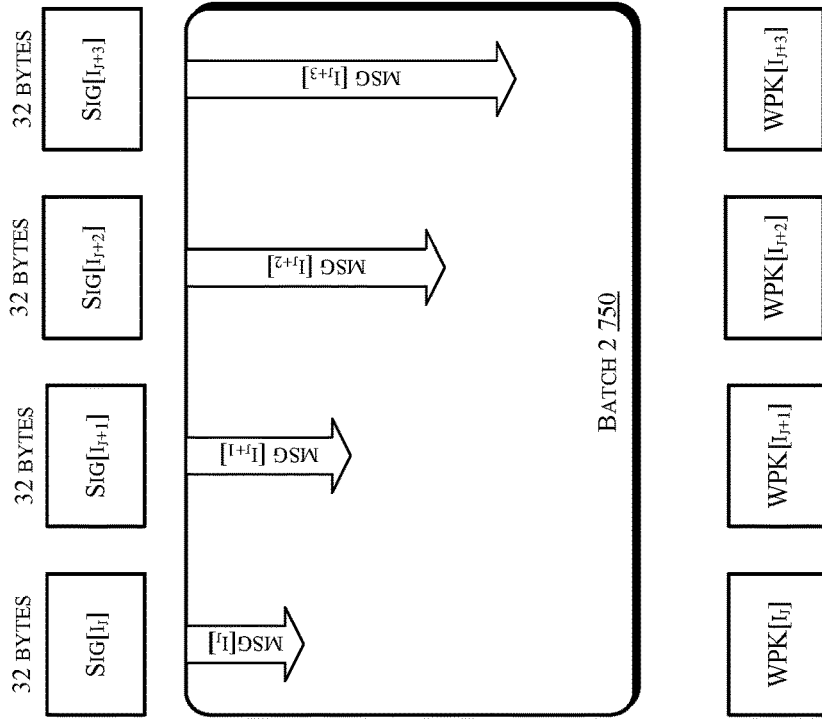 32 BYTES
32 BYTES
32 BYTES
32 BYTES
SIG[IJ]
SIG[IJ+1]
SIG[IJ+2]
SIG[IJ+3]
MSG[IJ]
MSG [IJ+1]
MSG [IJ+2]
MSG [IJ+3]
BATCH 2 750
WPK[IJ]
WPK[IJ+1]
WPK[IJ+2]
WPK[IJ+3]